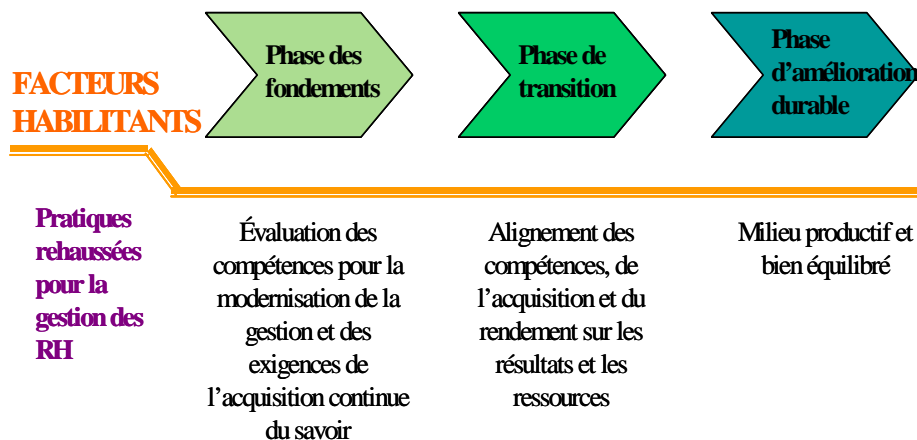 FACTEURS
HABILITANTS
Phase des
fondements
Phase de
transition
Phase
d’amélioration
durable
Pratiques
rehaussées
pour la
gestion des
RH
Évaluation des
compétences pour la
modernisation de la
gestion et des
exigences de
l’acquisition continue
du savoir
Alignement des
compétences, de
l’acquisition et du
rendement sur les
résultats et les
ressources
Milieu productif et
bien équilibré